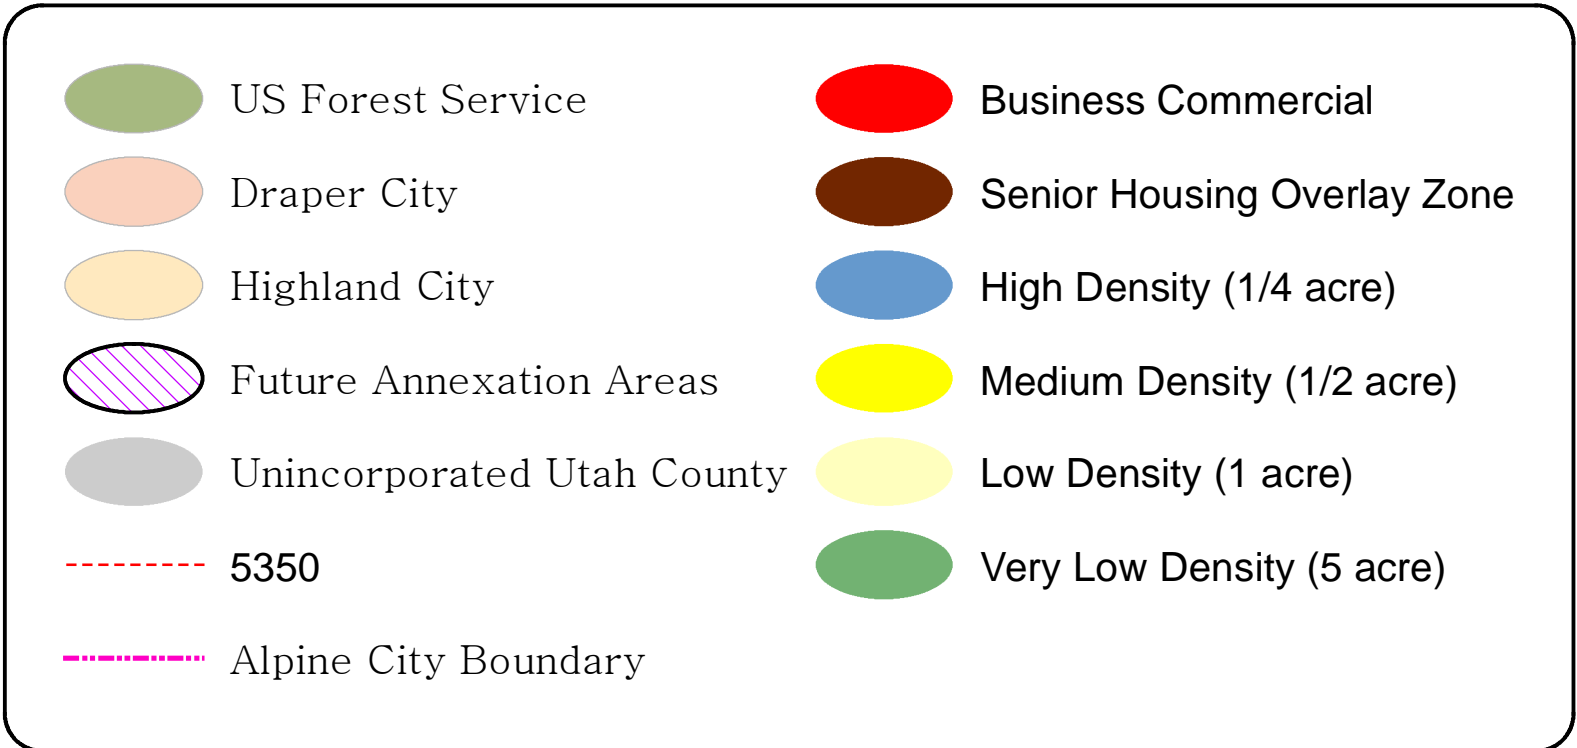 US Forest Service
Draper City
Highland City
Future Annexation Areas
Unincorporated Utah County
5350
Alpine City Boundary
Business Commercial
Senior Housing Overlay Zone
High Density (1/4 acre)
Medium Density (1/2 acre)
Low Density (1 acre)
Very Low Density (5 acre)